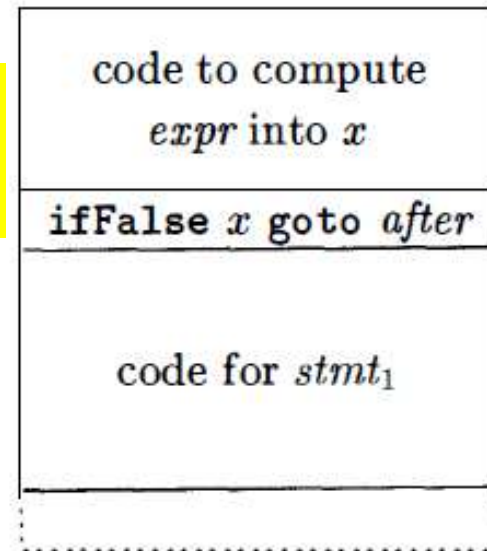 code to compute
expr into x
ifFalse x goto after
code for stmt₁